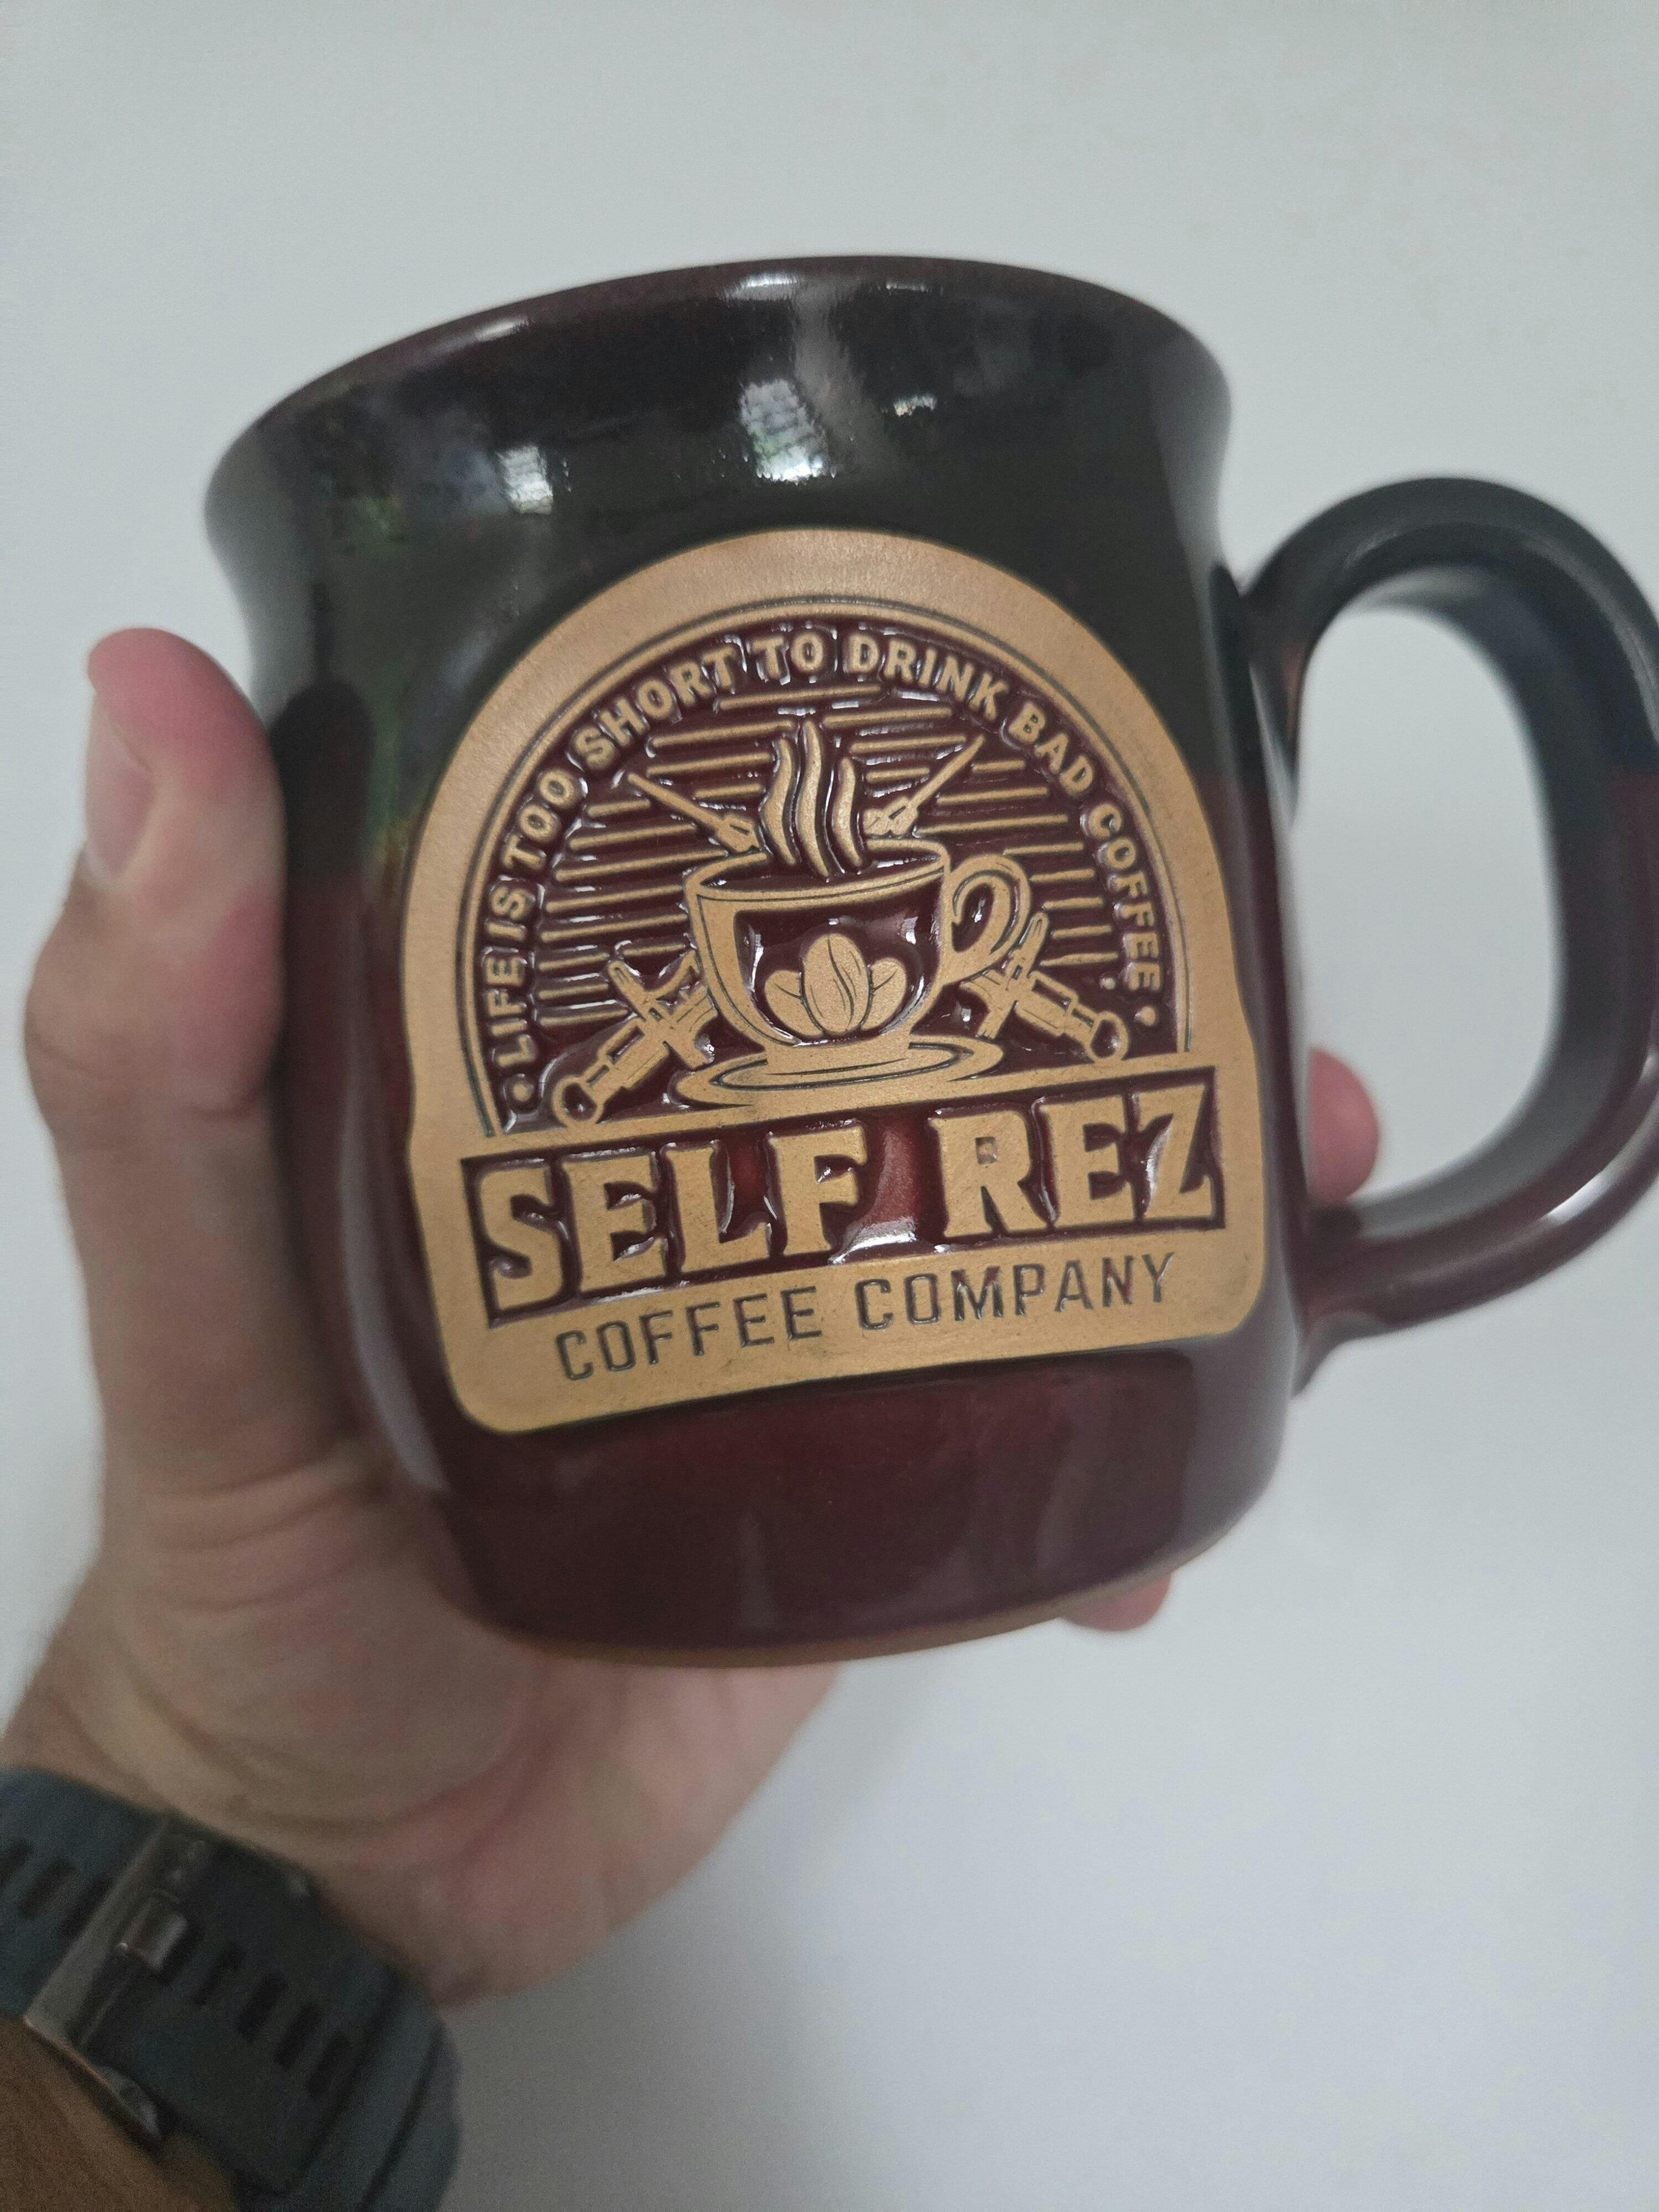 • LIFE IS TOO SHORT TO DRINK BAD COFFEE •
SELF REZ
COFFEE COMPANY